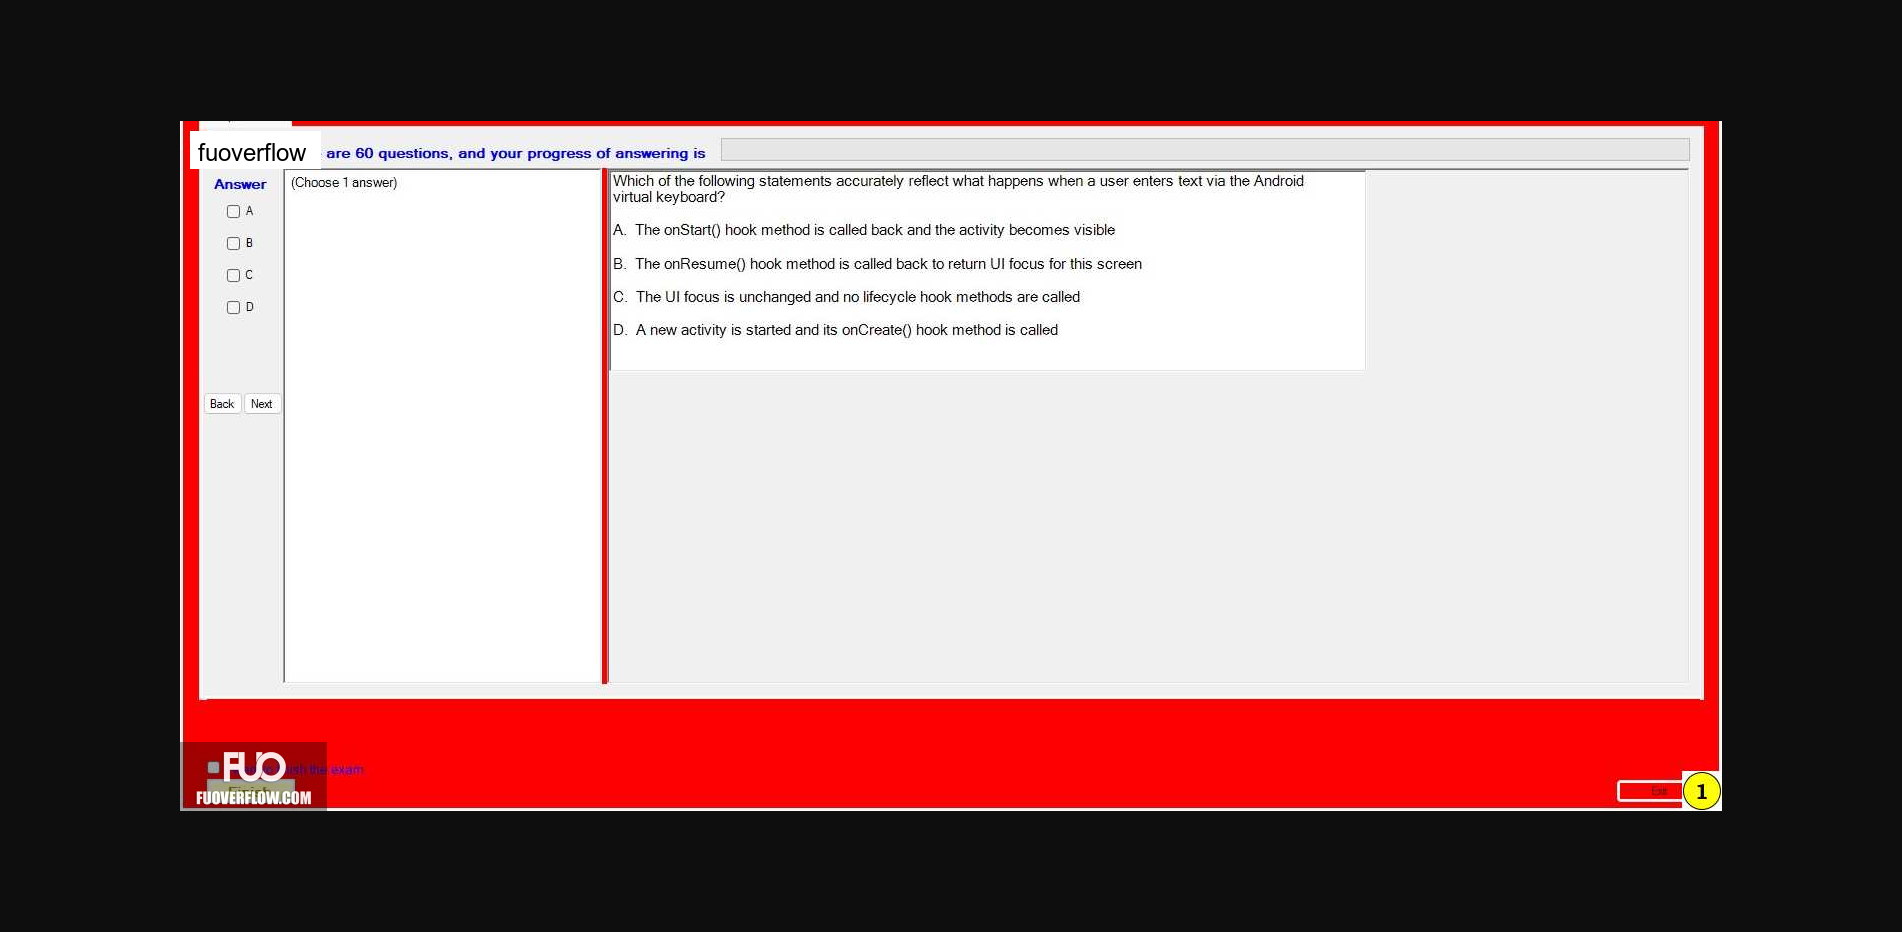 fuoverflow are 60 questions, and your progress of answering is
Answer
(Choose 1 answer)
A
B
C
D
Back Next
Which of the following statements accurately reflect what happens when a user enters text via the Android
virtual keyboard?
A. The onStart() hook method is called back and the activity becomes visible
B. The onResume() hook method is called back to return UI focus for this screen
C. The UI focus is unchanged and no lifecycle hook methods are called
D. A new activity is started and its onCreate() hook method is called
FUO
the exam
Finish
FUOVERFLOW.COM
Exit
1